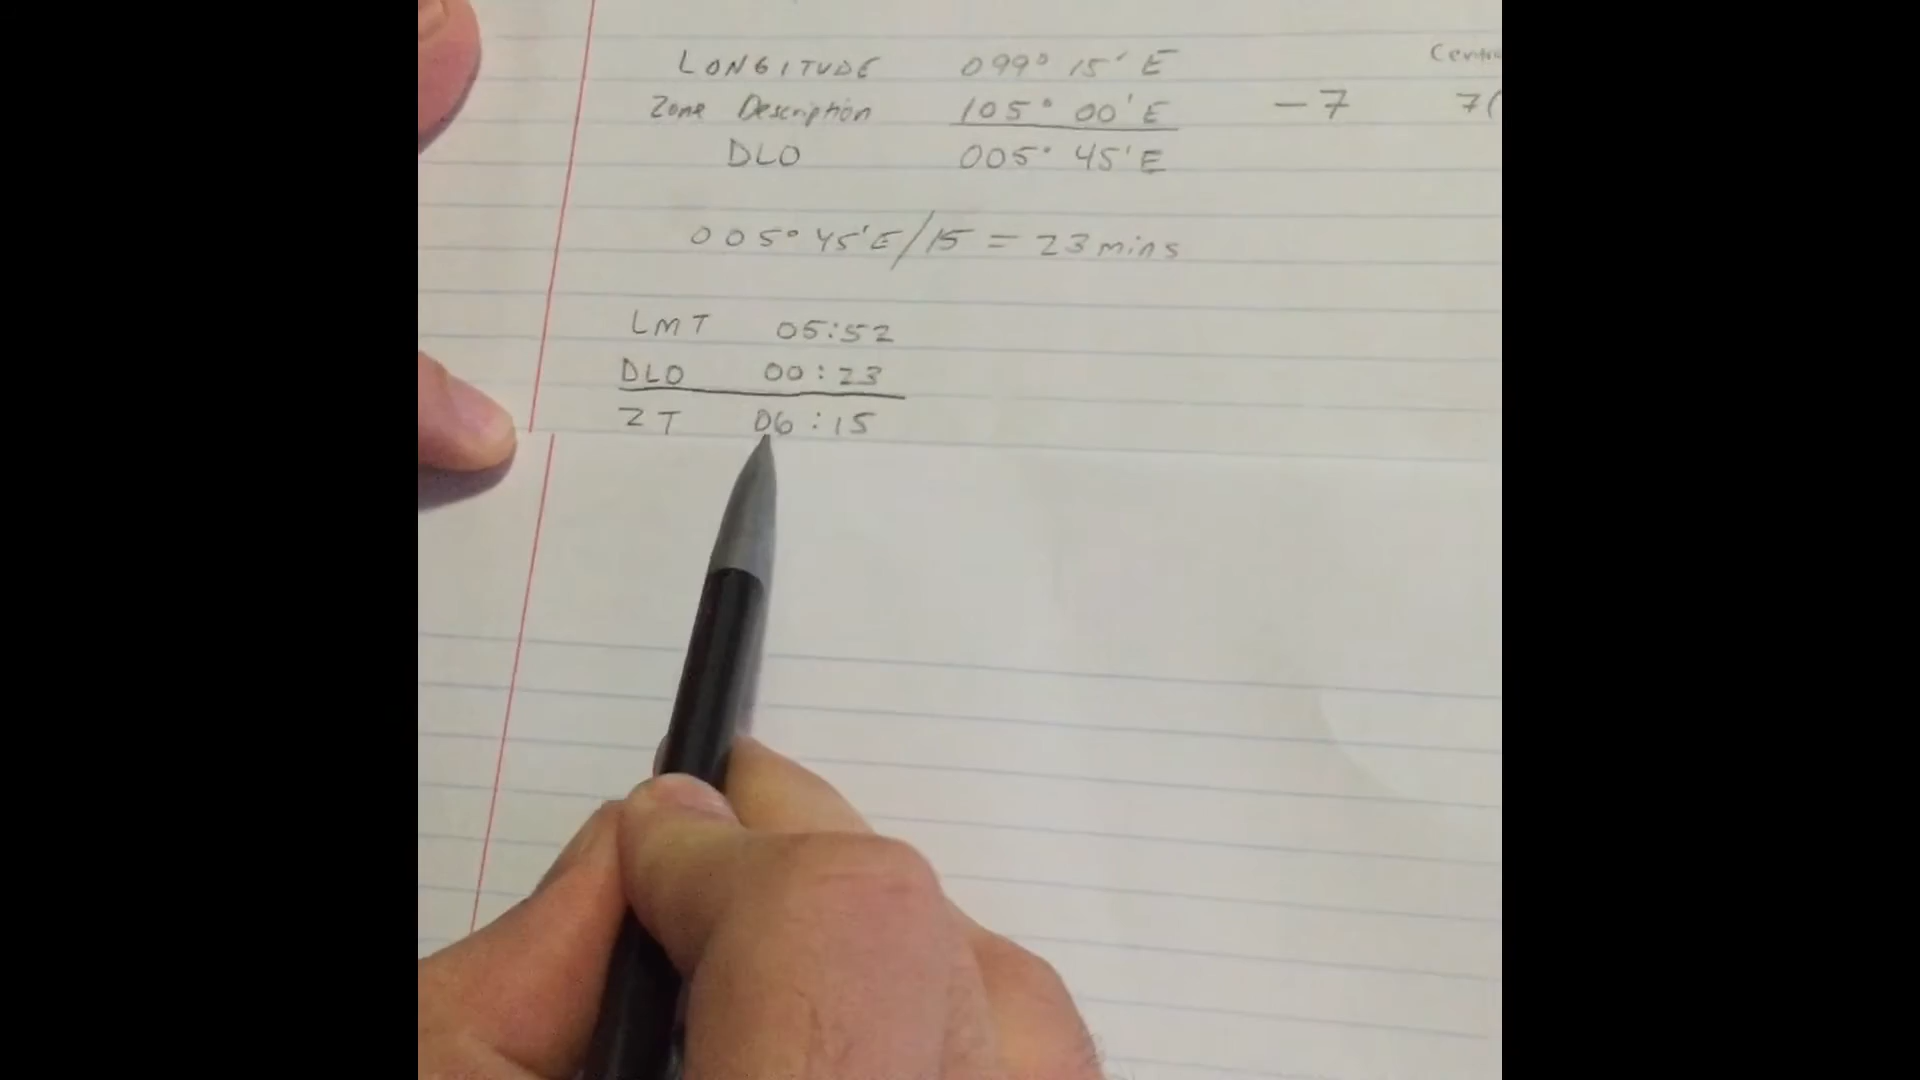 LONGITUDE 099° 15' E
Zone Description 105° 00' E -7 7(
DLO 005° 45' E
005° 45' E/15 = 23 mins
LMT 05:52
DLO 00:23
ZT 06:15